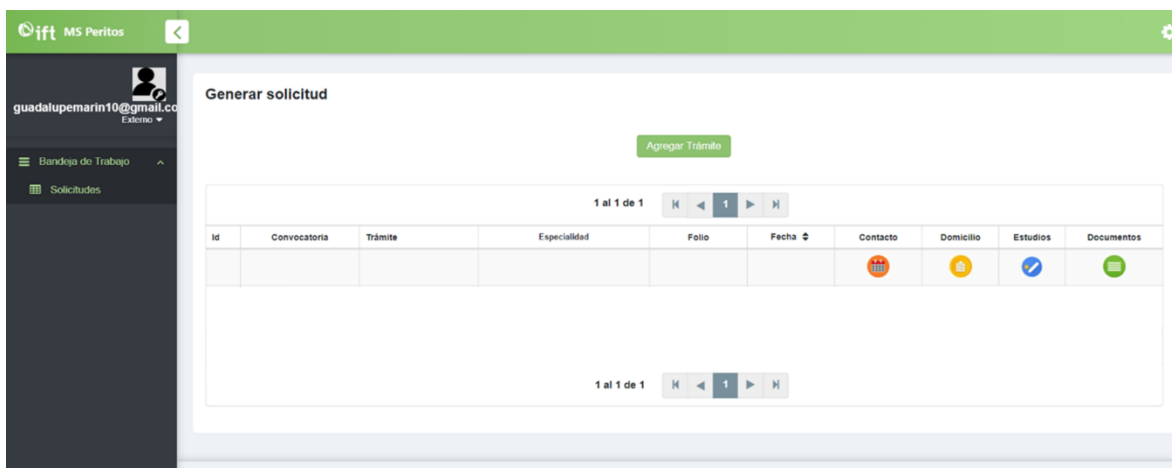 ift MS Peritos
guadalupemarin10@gmail.co
Externo
Bandeja de Trabajo
Solicitudes
Generar solicitud
Agregar Trámite
1 al 1 de 1 1
Id Convocatoria Trámite Especialidad Folio Fecha Contacto Domicilio Estudios Documentos
1 al 1 de 1 1